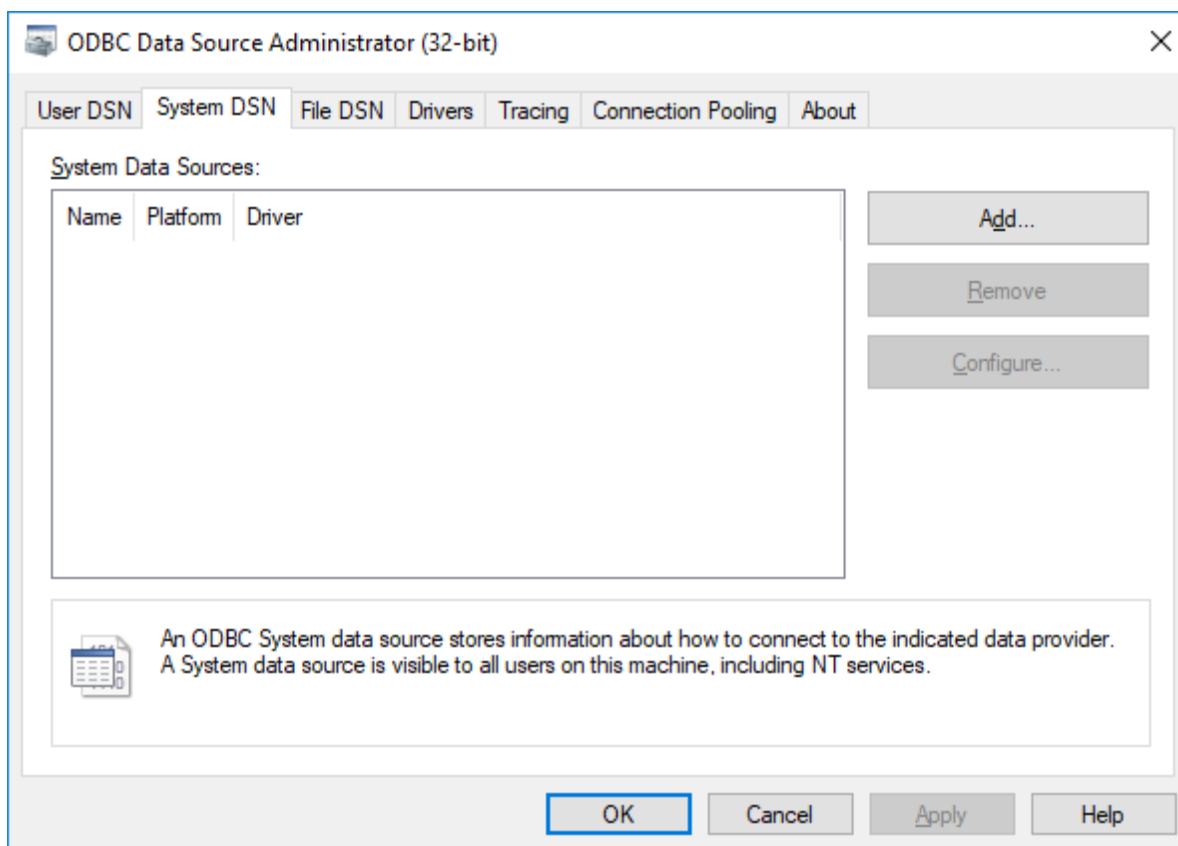 ODBC Data Source Administrator (32-bit)
User DSN System DSN File DSN Drivers Tracing Connection Pooling About
System Data Sources:
Name Platform Driver
Add...
Remove
Configure...
An ODBC System data source stores information about how to connect to the indicated data provider.
A System data source is visible to all users on this machine, including NT services.
OK Cancel Apply Help